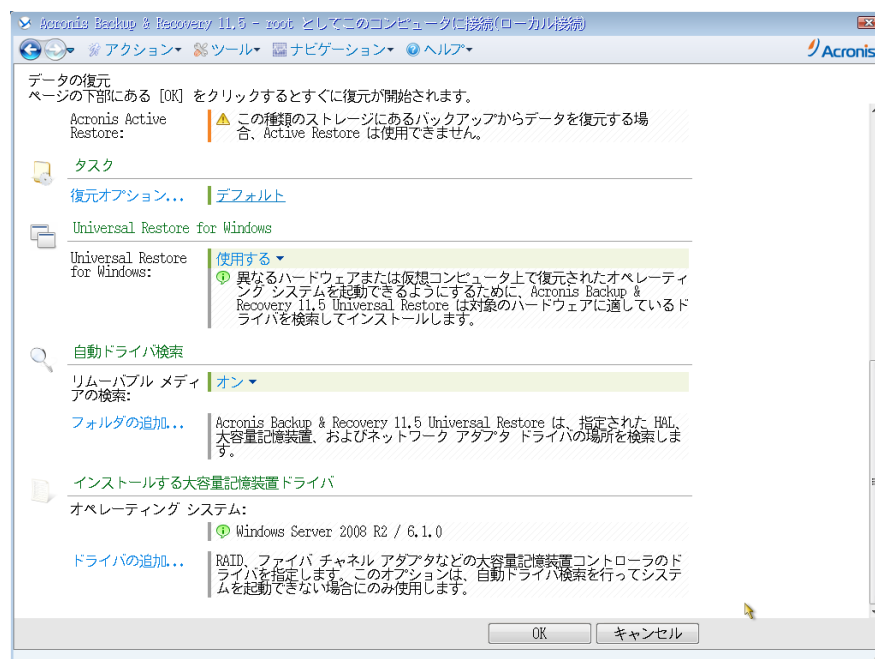 Acronis Backup & Recovery 11.5 - root としてこのコンピュータに接続(ローカル接続)
アクション ツール ナビゲーション ヘルプ Acronis
データの復元
ページの下部にある [OK] をクリックするとすぐに復元が開始されます。
Acronis Active
Restore:
この種類のストレージにあるバックアップからデータを復元する場
合、Active Restore は使用できません。
タスク
復元オプション... デフォルト
Universal Restore for Windows
Universal Restore
for Windows:
使用する
異なるハードウェアまたは仮想コンピュータ上で復元されたオペレーティ
ング システムを起動できるようにするために、Acronis Backup &
Recovery 11.5 Universal Restore は対象のハードウェアに適しているド
ライバを検索してインストールします。
自動ドライバ検索
リムーバブル メディ
アの検索:
オン
フォルダの追加...
Acronis Backup & Recovery 11.5 Universal Restore は、指定された HAL、
大容量記憶装置、およびネットワーク アダプタ ドライバの場所を検索しま
す。
インストールする大容量記憶装置ドライバ
オペレーティング システム:
Windows Server 2008 R2 / 6.1.0
ドライバの追加...
RAID、ファイバ チャネル アダプタなどの大容量記憶装置コントローラのド
ライバを指定します。このオプションは、自動ドライバ検索を行ってシステ
ムを起動できない場合にのみ使用します。
OK キャンセル